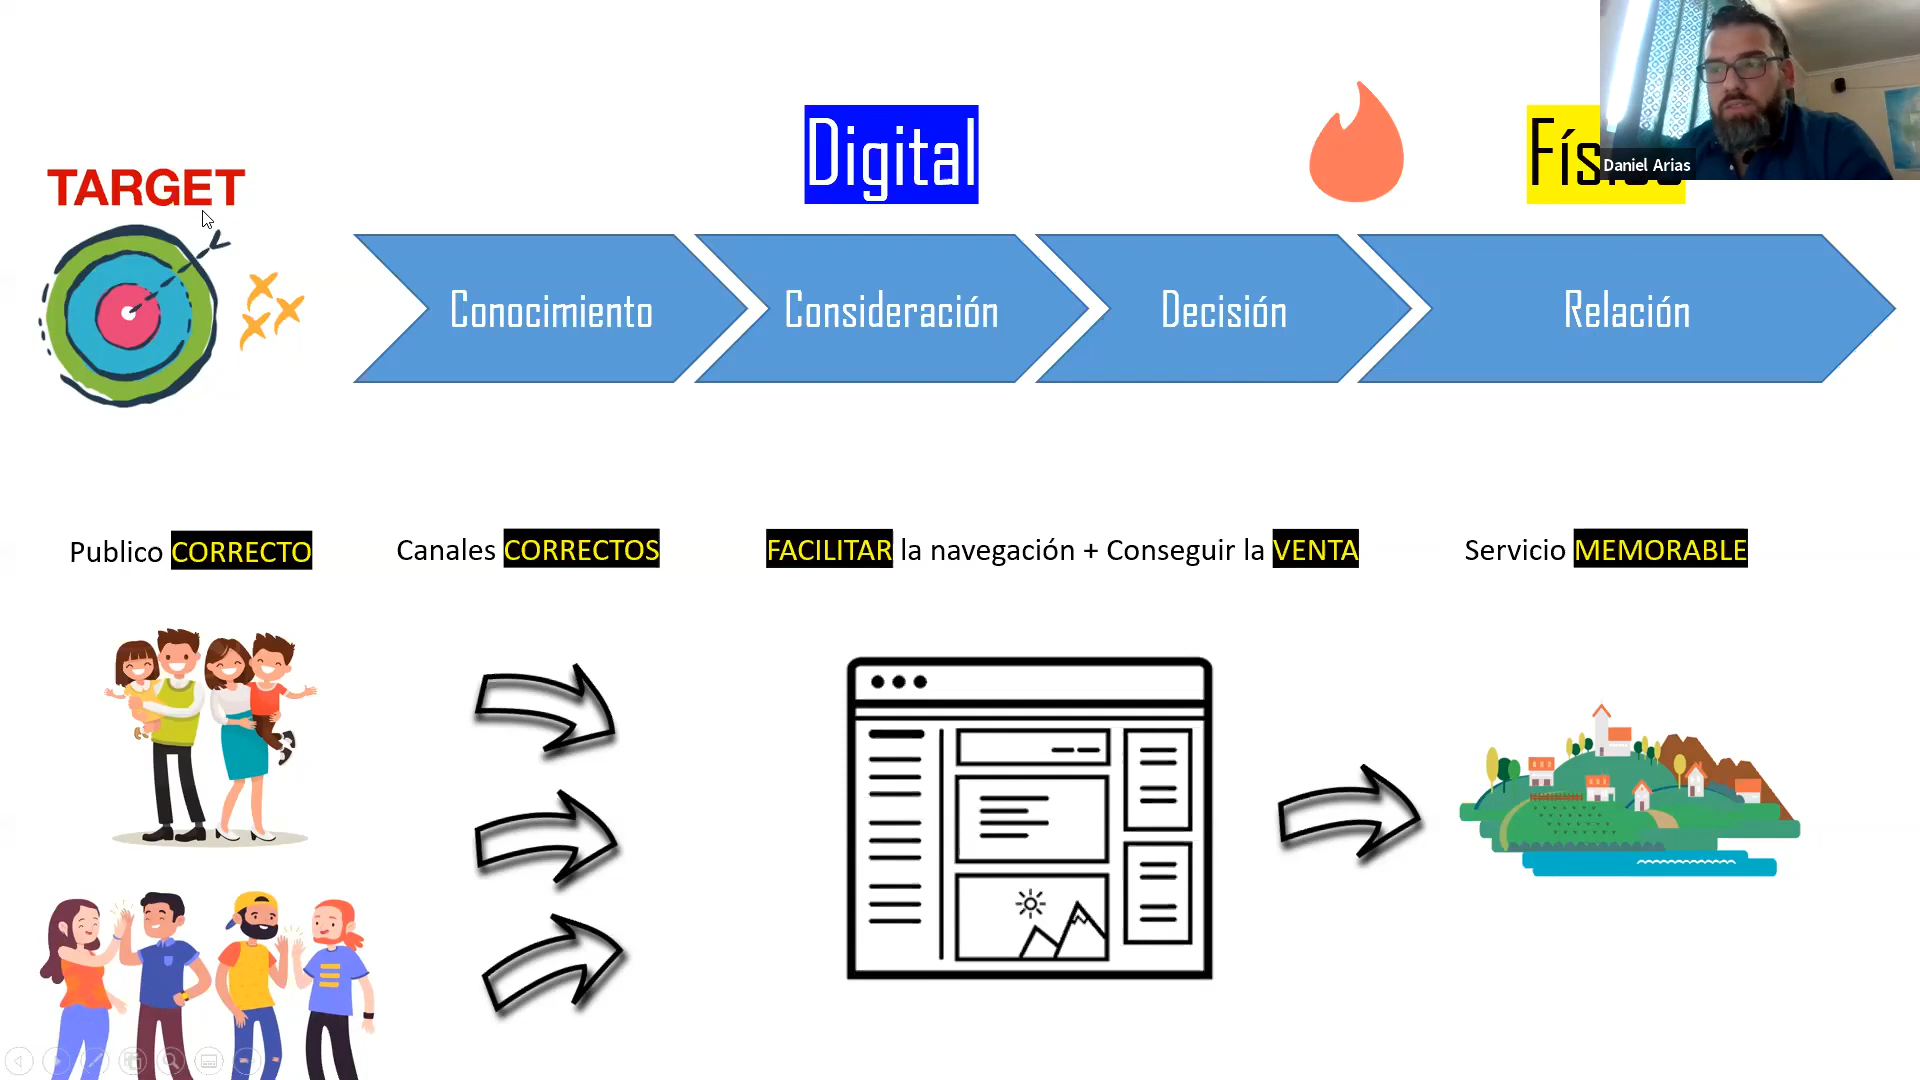 Digital
Daniel Arias
TARGET
Conocimiento
Consideración
Decisión
Relación
Publico CORRECTO
Canales CORRECTOS
FACILITAR la navegación + Conseguir la VENTA
Servicio MEMORABLE